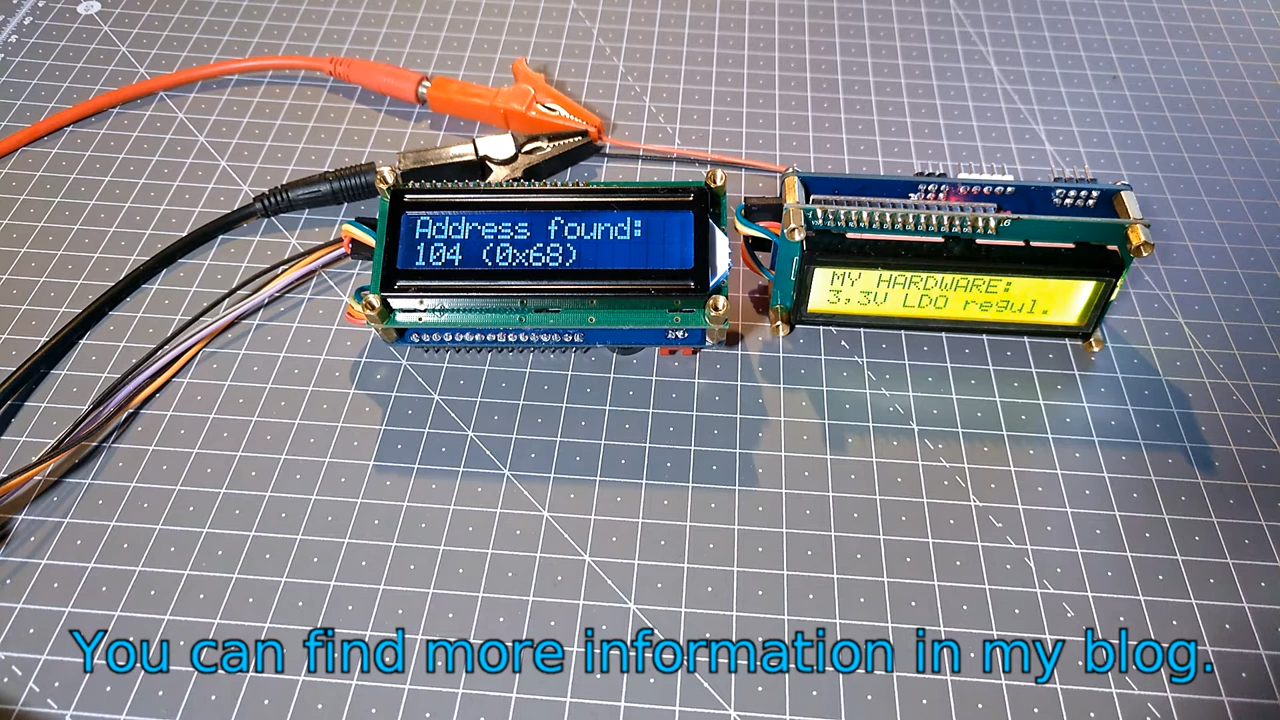 Address found:
104 (0x68)
MY HARDWARE:
3,3V LDO regul.
You can find more information in my blog.